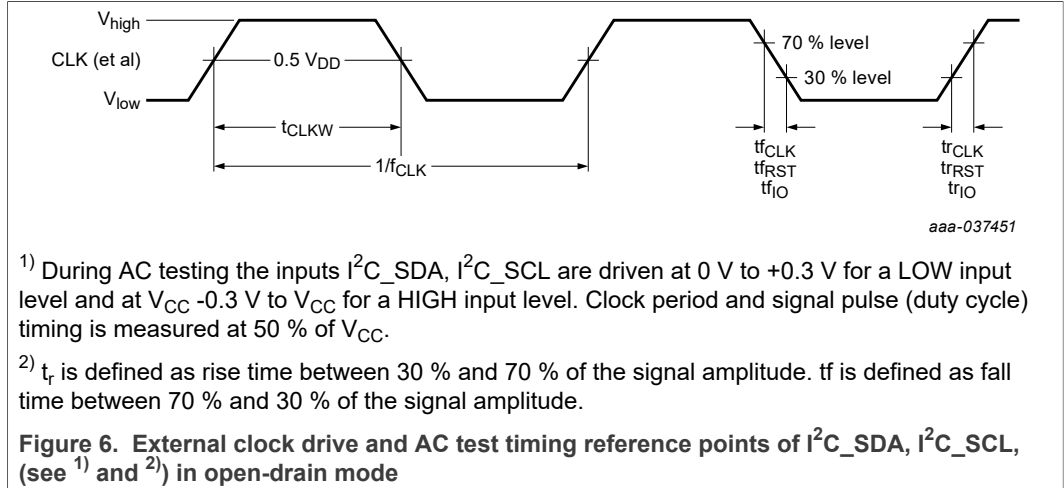 V_high
CLK (et al)
V_low
0.5 V_DD
70 % level
30 % level
t_CLKW
1/f_CLK
tf_CLK
tf_RST
tf_IO
tr_CLK
tr_RST
tr_IO
aaa-037451
¹⁾ During AC testing the inputs I²C_SDA, I²C_SCL are driven at 0 V to +0.3 V for a LOW input
level and at V_CC -0.3 V to V_CC for a HIGH input level. Clock period and signal pulse (duty cycle)
timing is measured at 50 % of V_CC.
²⁾ t_r is defined as rise time between 30 % and 70 % of the signal amplitude. tf is defined as fall
time between 70 % and 30 % of the signal amplitude.
Figure 6. External clock drive and AC test timing reference points of I²C_SDA, I²C_SCL,
(see ¹⁾ and ²⁾) in open-drain mode